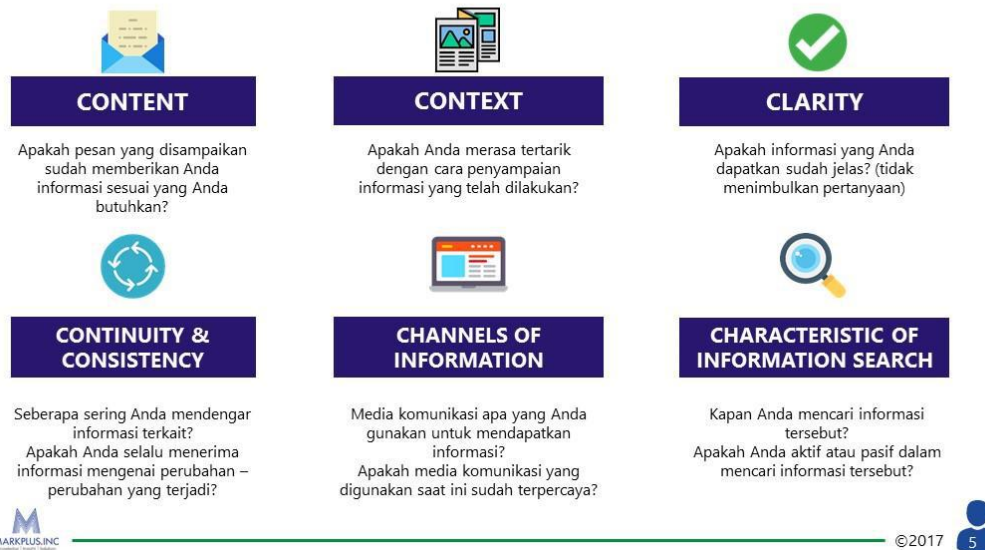 CONTENT
Apakah pesan yang disampaikan
sudah memberikan Anda
informasi sesuai yang Anda
butuhkan?
CONTEXT
Apakah Anda merasa tertarik
dengan cara penyampaian
informasi yang telah dilakukan?
CLARITY
Apakah informasi yang Anda
dapatkan sudah jelas? (tidak
menimbulkan pertanyaan)
CONTINUITY &
CONSISTENCY
Seberapa sering Anda mendengar
informasi terkait?
Apakah Anda selalu menerima
informasi mengenai perubahan –
perubahan yang terjadi?
CHANNELS OF
INFORMATION
Media komunikasi apa yang Anda
gunakan untuk mendapatkan
informasi?
Apakah media komunikasi yang
digunakan saat ini sudah terpercaya?
CHARACTERISTIC OF
INFORMATION SEARCH
Kapan Anda mencari informasi
tersebut?
Apakah Anda aktif atau pasif dalam
mencari informasi tersebut?
MARKPLUS.INC
©2017
5